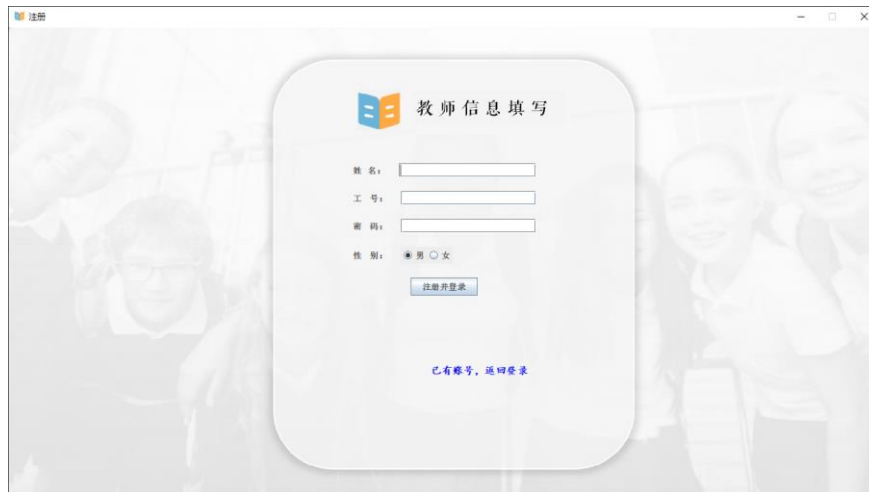 注册
教师信息填写
姓 名：
工 号：
密 码：
性 别： 男 女
注册并登录
已有账号，返回登录